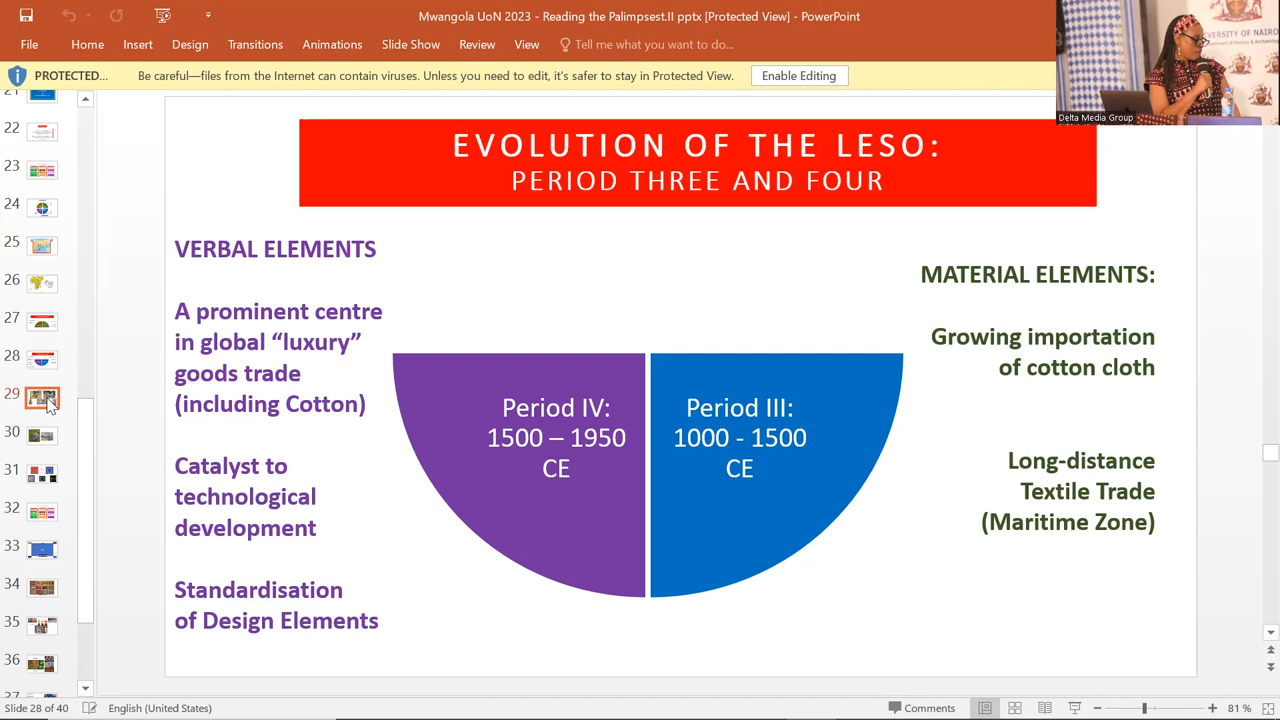 Mwangola UoN 2023 - Reading the Palimpsest.II pptx [Protected View] - PowerPoint
File Home Insert Design Transitions Animations Slide Show Review View Tell me what you want to do...
PROTECTED... Be careful—files from the Internet can contain viruses. Unless you need to edit, it's safer to stay in Protected View. Enable Editing
Delta Media Group
22
23
24
25
26
27
28
29
30
31
32
33
34
35
36
EVOLUTION OF THE LESO:
PERIOD THREE AND FOUR
VERBAL ELEMENTS
A prominent centre
in global “luxury”
goods trade
(including Cotton)
Catalyst to
technological
development
Standardisation
of Design Elements
Period IV:
1500 – 1950
CE
Period III:
1000 - 1500
CE
MATERIAL ELEMENTS:
Growing importation
of cotton cloth
Long-distance
Textile Trade
(Maritime Zone)
Slide 28 of 40 English (United States) Comments 81 %